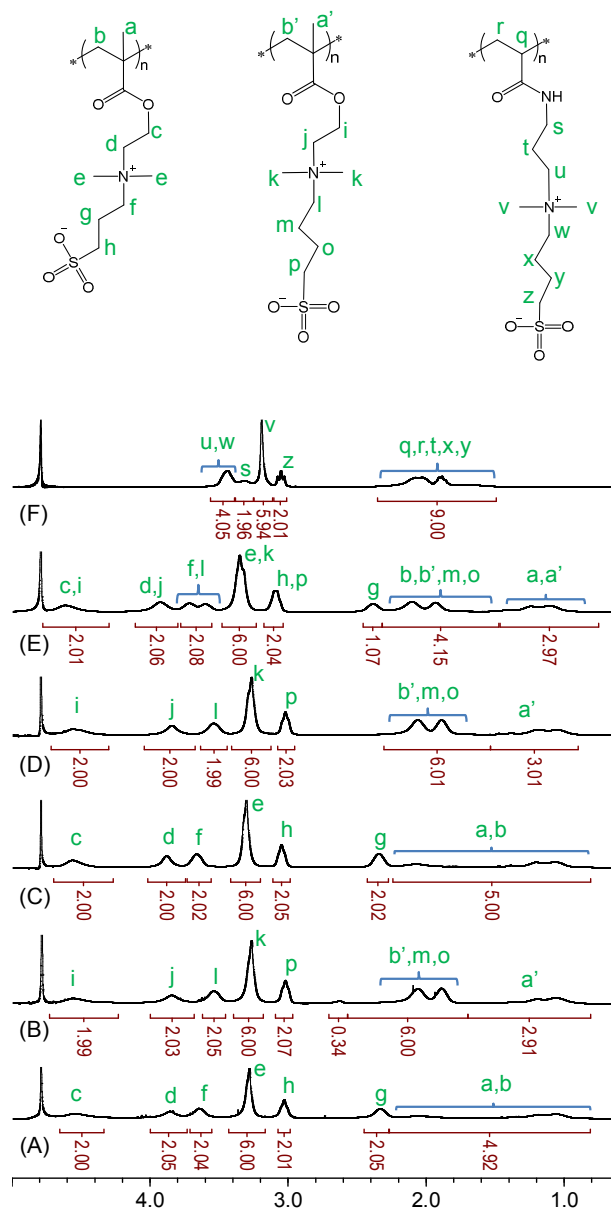 b a b' a' r q
* ( ) n * * ( ) n * * ( ) n *
O O O O O NH
c i s
d j t
u
e N+ e k N+ k v N+ v
g f l w
m o x y
h p z
O- S O O
O- S O O
O- S O O
u,w s v z q,r,t,x,y
(F)
4.05 1.96 5.94 2.01 9.00
c,i d,j f,l e,k h,p g b,b',m,o a,a'
(E)
2.01 2.06 2.08 6.00 2.04 1.07 4.15 2.97
i j l k p b',m,o a'
(D)
2.00 2.00 1.99 6.00 2.03 6.01 3.01
c d f e h g a,b
(C)
2.00 2.00 2.02 6.00 2.05 2.02 5.00
i j l k p b',m,o a'
(B)
1.99 2.03 2.05 6.00 2.07 0.34 6.00 2.91
c d f e h g a,b
(A)
2.00 2.05 2.04 6.00 2.01 2.05 4.92
4.0 3.0 2.0 1.0